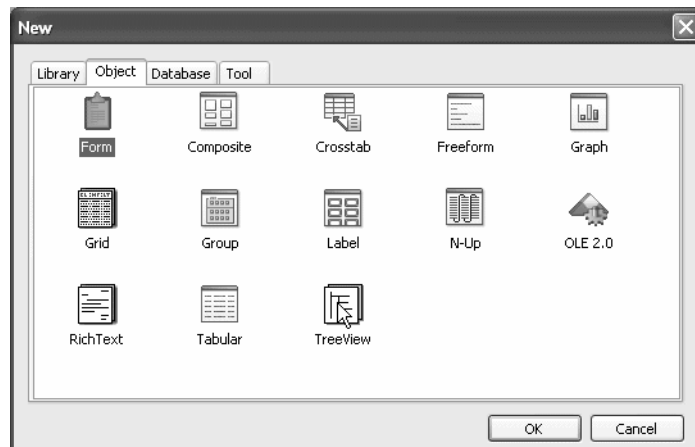 New
Library Object Database Tool
Form Composite Crosstab Freeform Graph
Grid Group Label N-Up OLE 2.0
RichText Tabular TreeView
OK Cancel